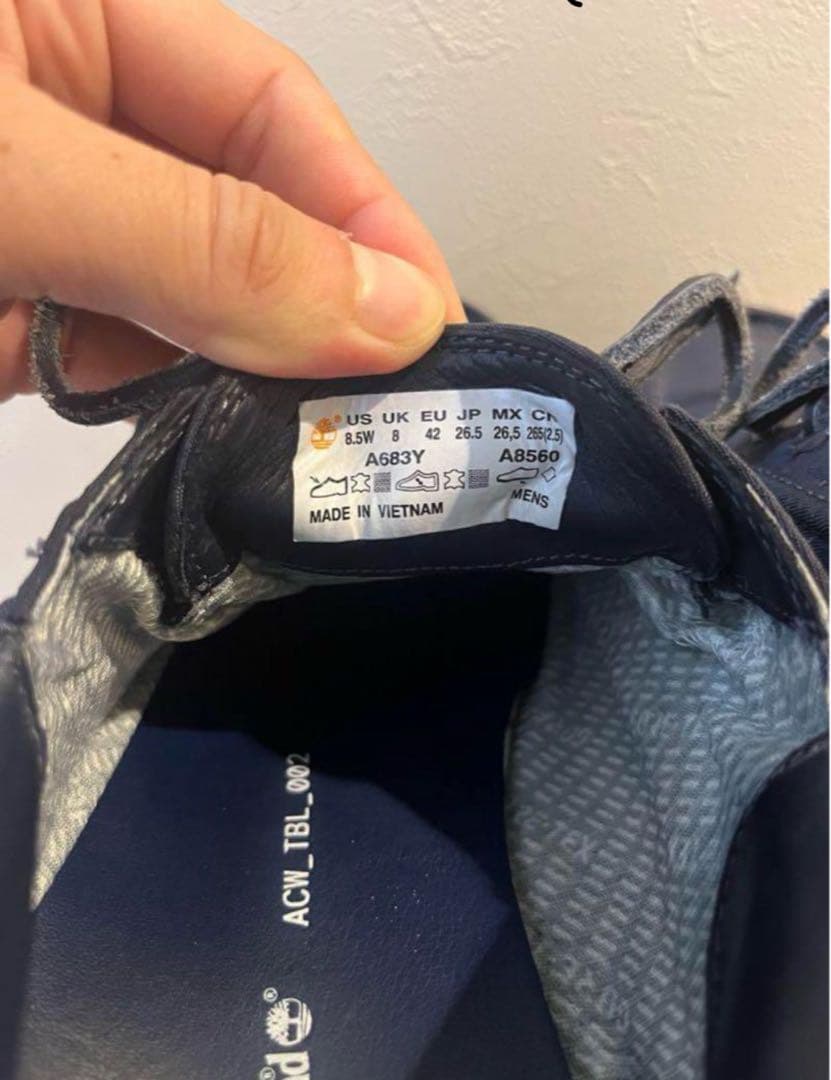 US UK EU JP MX CN
8.5W 8 42 26.5 26,5 265(2.5)
A683Y A8560
MENS
MADE IN VIETNAM
ACW_TBL_002